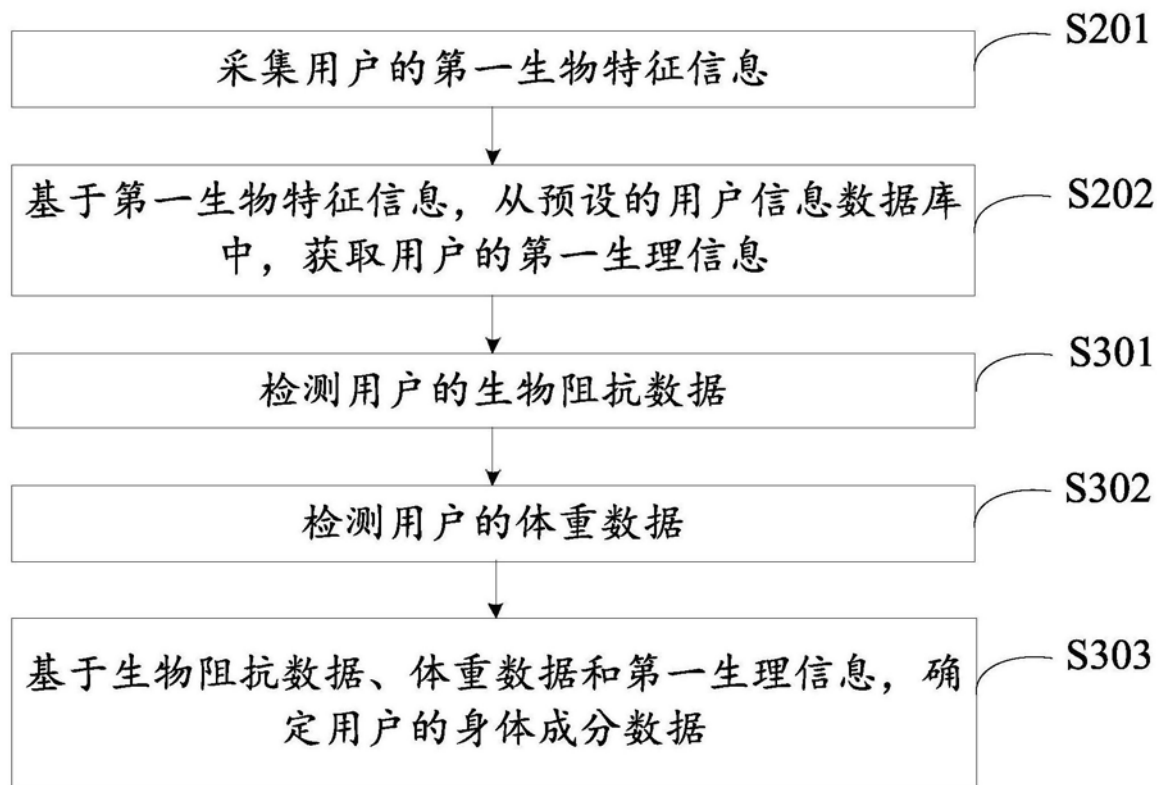 S201
采集用户的第一生物特征信息
S202
基于第一生物特征信息，从预设的用户信息数据库
中，获取用户的第一生理信息
S301
检测用户的生物阻抗数据
S302
检测用户的体重数据
S303
基于生物阻抗数据、体重数据和第一生理信息，确
定用户的身体成分数据